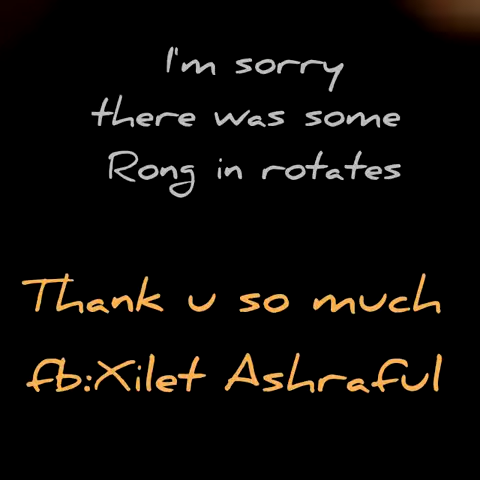 I'm sorry
there was some
Rong in rotates
Thank u so much
fb:Xilet Ashraful